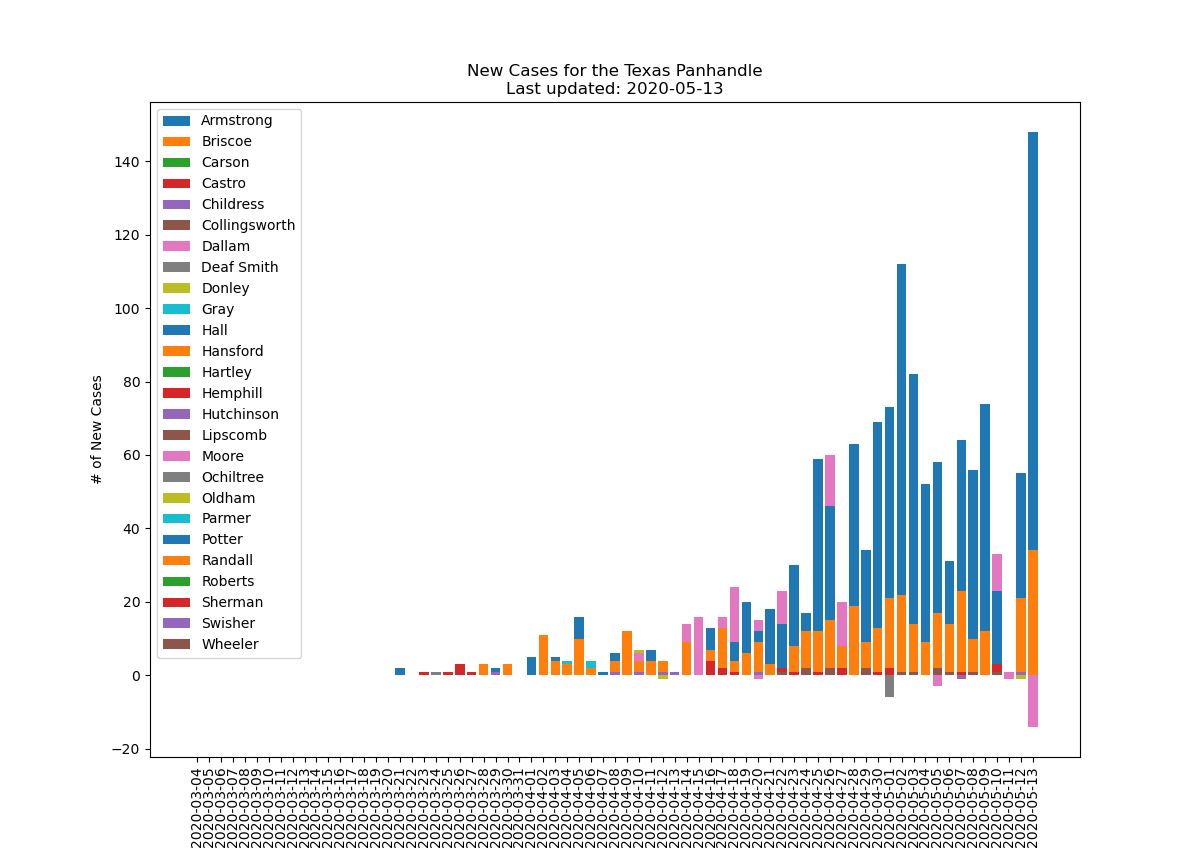 New Cases for the Texas Panhandle
Last updated: 2020-05-13
Armstrong
Briscoe
Carson
Castro
Childress
Collingsworth
Dallam
Deaf Smith
Donley
Gray
Hall
Hansford
Hartley
Hemphill
Hutchinson
Lipscomb
Moore
Ochiltree
Oldham
Parmer
Potter
Randall
Roberts
Sherman
Swisher
Wheeler
# of New Cases
140
120
100
80
60
40
20
0
−20
2020-03-04
2020-03-05
2020-03-06
2020-03-07
2020-03-08
2020-03-09
2020-03-10
2020-03-11
2020-03-12
2020-03-13
2020-03-14
2020-03-15
2020-03-16
2020-03-17
2020-03-18
2020-03-19
2020-03-20
2020-03-21
2020-03-22
2020-03-23
2020-03-24
2020-03-25
2020-03-26
2020-03-27
2020-03-28
2020-03-29
2020-03-30
2020-03-31
2020-04-01
2020-04-02
2020-04-03
2020-04-04
2020-04-05
2020-04-06
2020-04-07
2020-04-08
2020-04-09
2020-04-10
2020-04-11
2020-04-12
2020-04-13
2020-04-14
2020-04-15
2020-04-16
2020-04-17
2020-04-18
2020-04-19
2020-04-20
2020-04-21
2020-04-22
2020-04-23
2020-04-24
2020-04-25
2020-04-26
2020-04-27
2020-04-28
2020-04-29
2020-04-30
2020-05-01
2020-05-02
2020-05-03
2020-05-04
2020-05-05
2020-05-06
2020-05-07
2020-05-08
2020-05-09
2020-05-10
2020-05-11
2020-05-12
2020-05-13